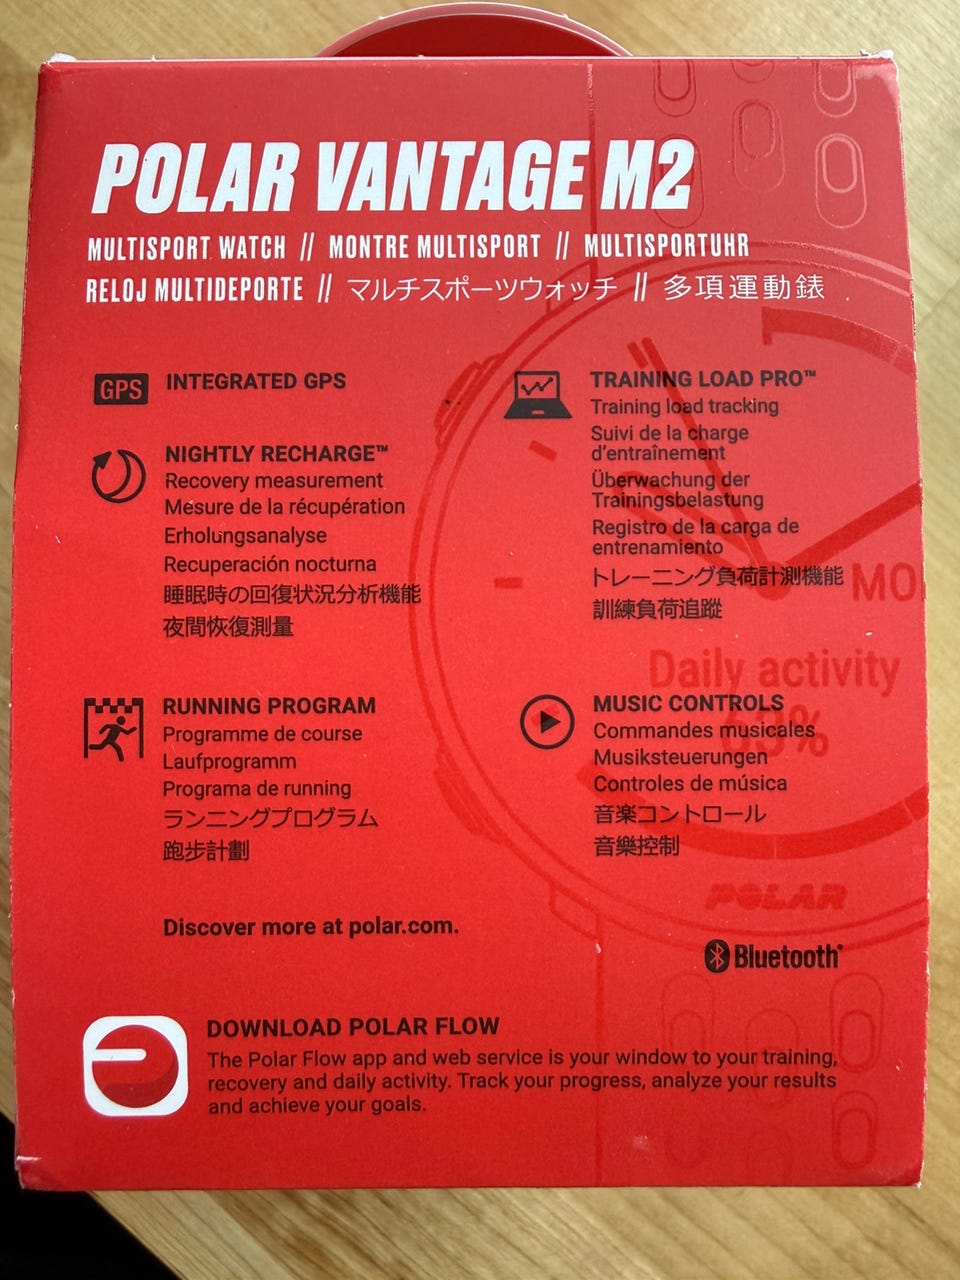 POLAR VANTAGE M2
MULTISPORT WATCH // MONTRE MULTISPORT // MULTISPORTUHR
RELOJ MULTIDEPORTE // マルチスポーツウォッチ // 多項運動錶
GPS
INTEGRATED GPS
NIGHTLY RECHARGE™
Recovery measurement
Mesure de la récupération
Erholungsanalyse
Recuperación nocturna
睡眠時の回復状況分析機能
夜間恢復測量
TRAINING LOAD PRO™
Training load tracking
Suivi de la charge
d'entraînement
Überwachung der
Trainingsbelastung
Registro de la carga de
entrenamiento
トレーニング負荷計測機能
訓練負荷追蹤
MO
Daily activity
63%
RUNNING PROGRAM
Programme de course
Laufprogramm
Programa de running
ランニングプログラム
跑步計劃
MUSIC CONTROLS
Commandes musicales
Musiksteuerungen
Controles de música
音楽コントロール
音樂控制
POLAR
Discover more at polar.com.
Bluetooth®
DOWNLOAD POLAR FLOW
The Polar Flow app and web service is your window to your training,
recovery and daily activity. Track your progress, analyze your results
and achieve your goals.